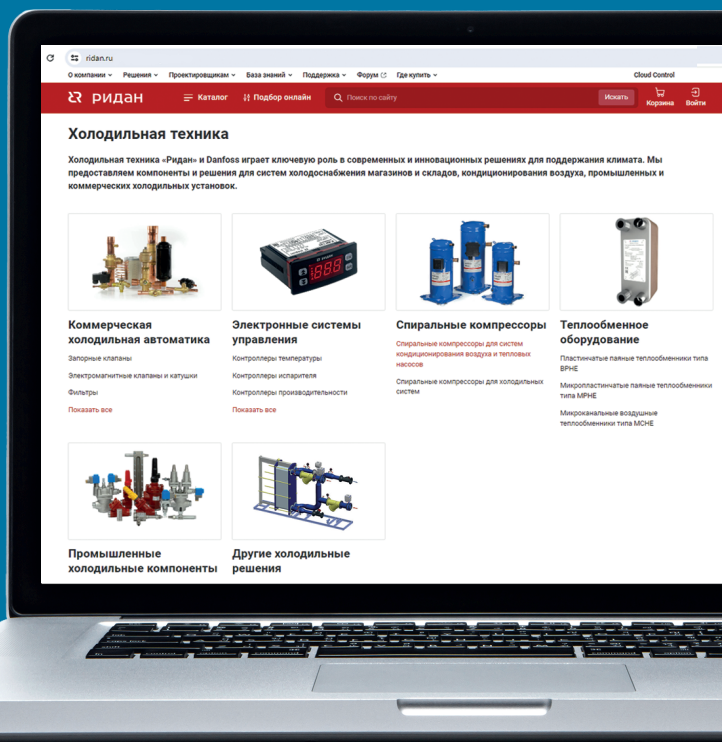 ridan.ru
О компании Решения Проектировщикам База знаний Поддержка Форум Где купить Cloud Control
РИДАН Каталог Подбор онлайн Поиск по сайту Искать Корзина Войти
Холодильная техника
Холодильная техника «Ридан» и Danfoss играет ключевую роль в современных и инновационных решениях для поддержания климата. Мы
предоставляем компоненты и решения для систем холодоснабжения магазинов и складов, кондиционирования воздуха, промышленных и
коммерческих холодильных установок.
Коммерческая
холодильная автоматика
Запорные клапаны
Электромагнитные клапаны и катушки
Фильтры
Показать все
Электронные системы
управления
Контроллеры температуры
Контроллеры испарителя
Контроллеры производительности
Показать все
Спиральные компрессоры
Спиральные компрессоры для систем
кондиционирования воздуха и тепловых
насосов
Спиральные компрессоры для холодильных
систем
Теплообменное
оборудование
Пластинчатые паяные теплообменники типа
BPHE
Микропластинчатые паяные теплообменники
типа MPHE
Микроканальные воздушные
теплообменники типа MCHE
Промышленные
холодильные компоненты
Другие холодильные
решения